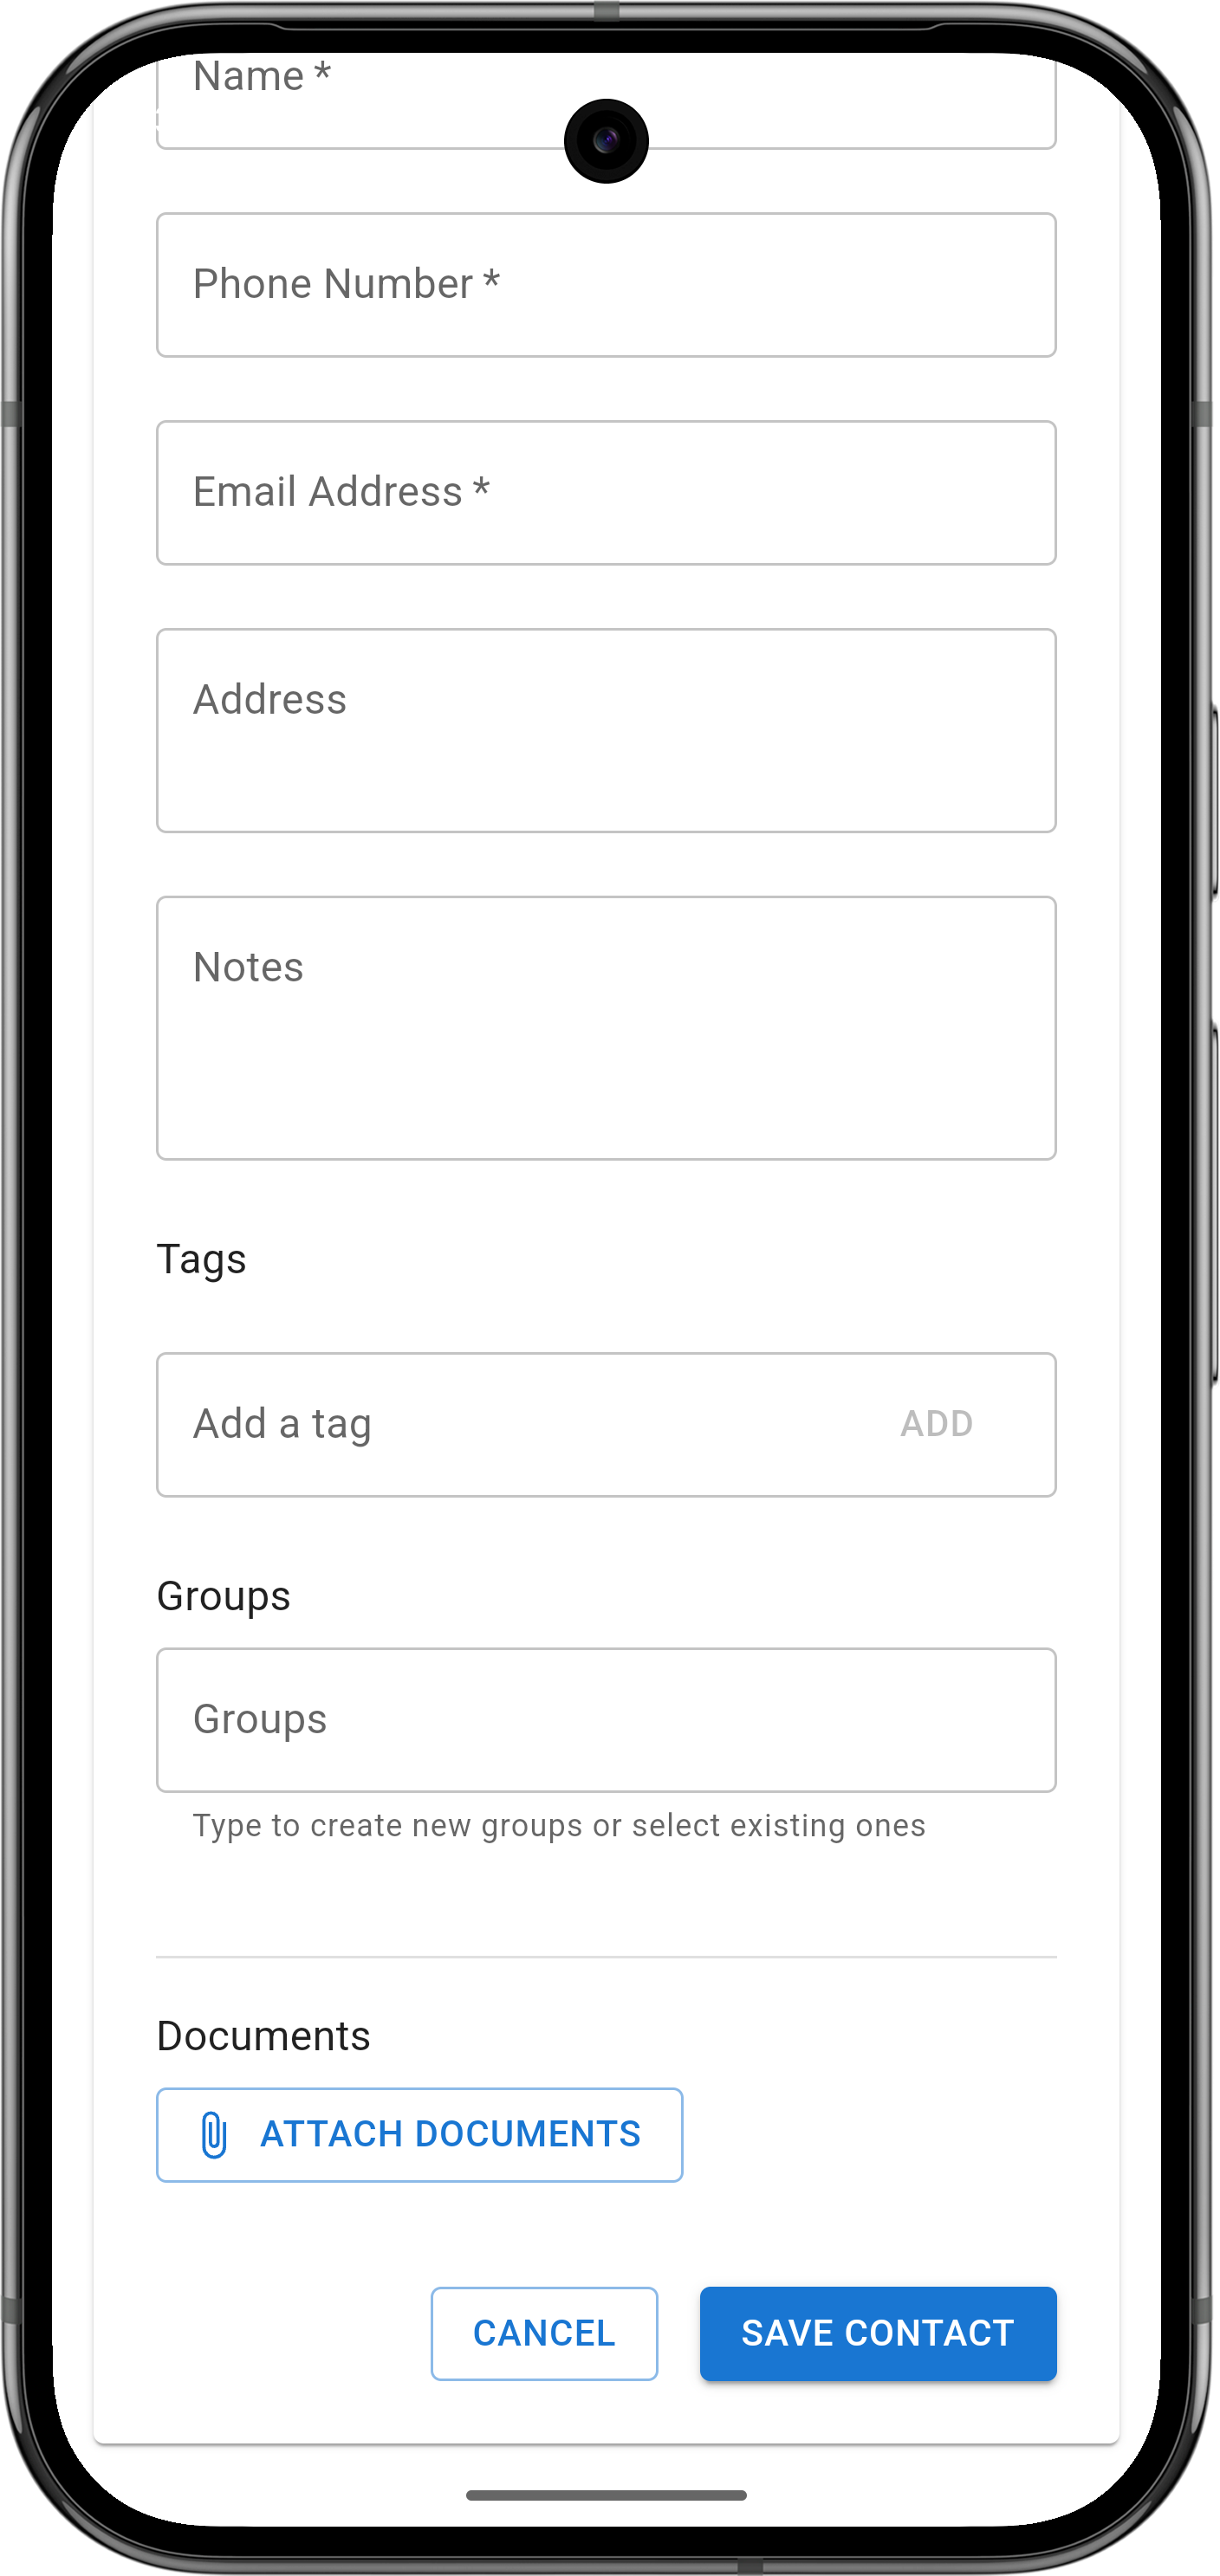 Name *
Phone Number *
Email Address *
Address
Notes
Tags
Add a tag
ADD
Groups
Groups
Type to create new groups or select existing ones
Documents
ATTACH DOCUMENTS
CANCEL
SAVE CONTACT